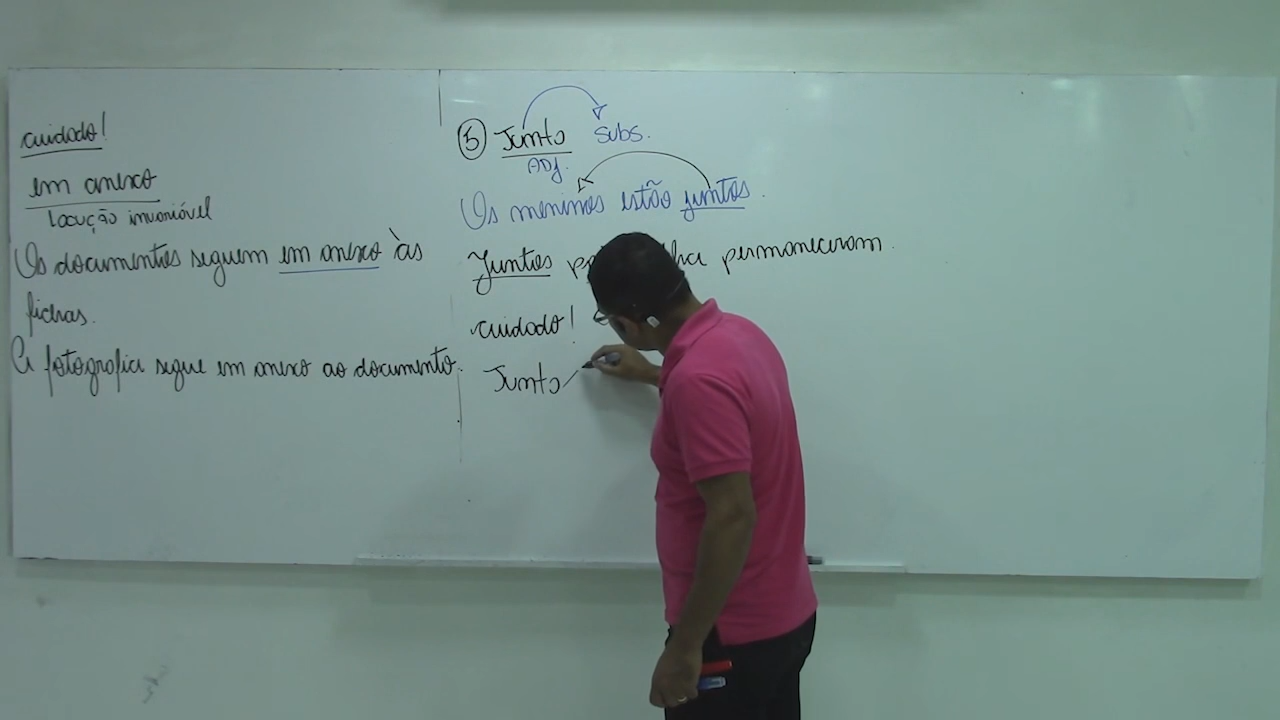 cuidado!
em anexo
Locução invariável
Os documentos seguem em anexo às
fichas.
A fotografia segue em anexo ao documento.
5 Junto subs.
ADJ.
Os meninos estão juntos.
Juntos permaneceram.
cuidado!
Junto/